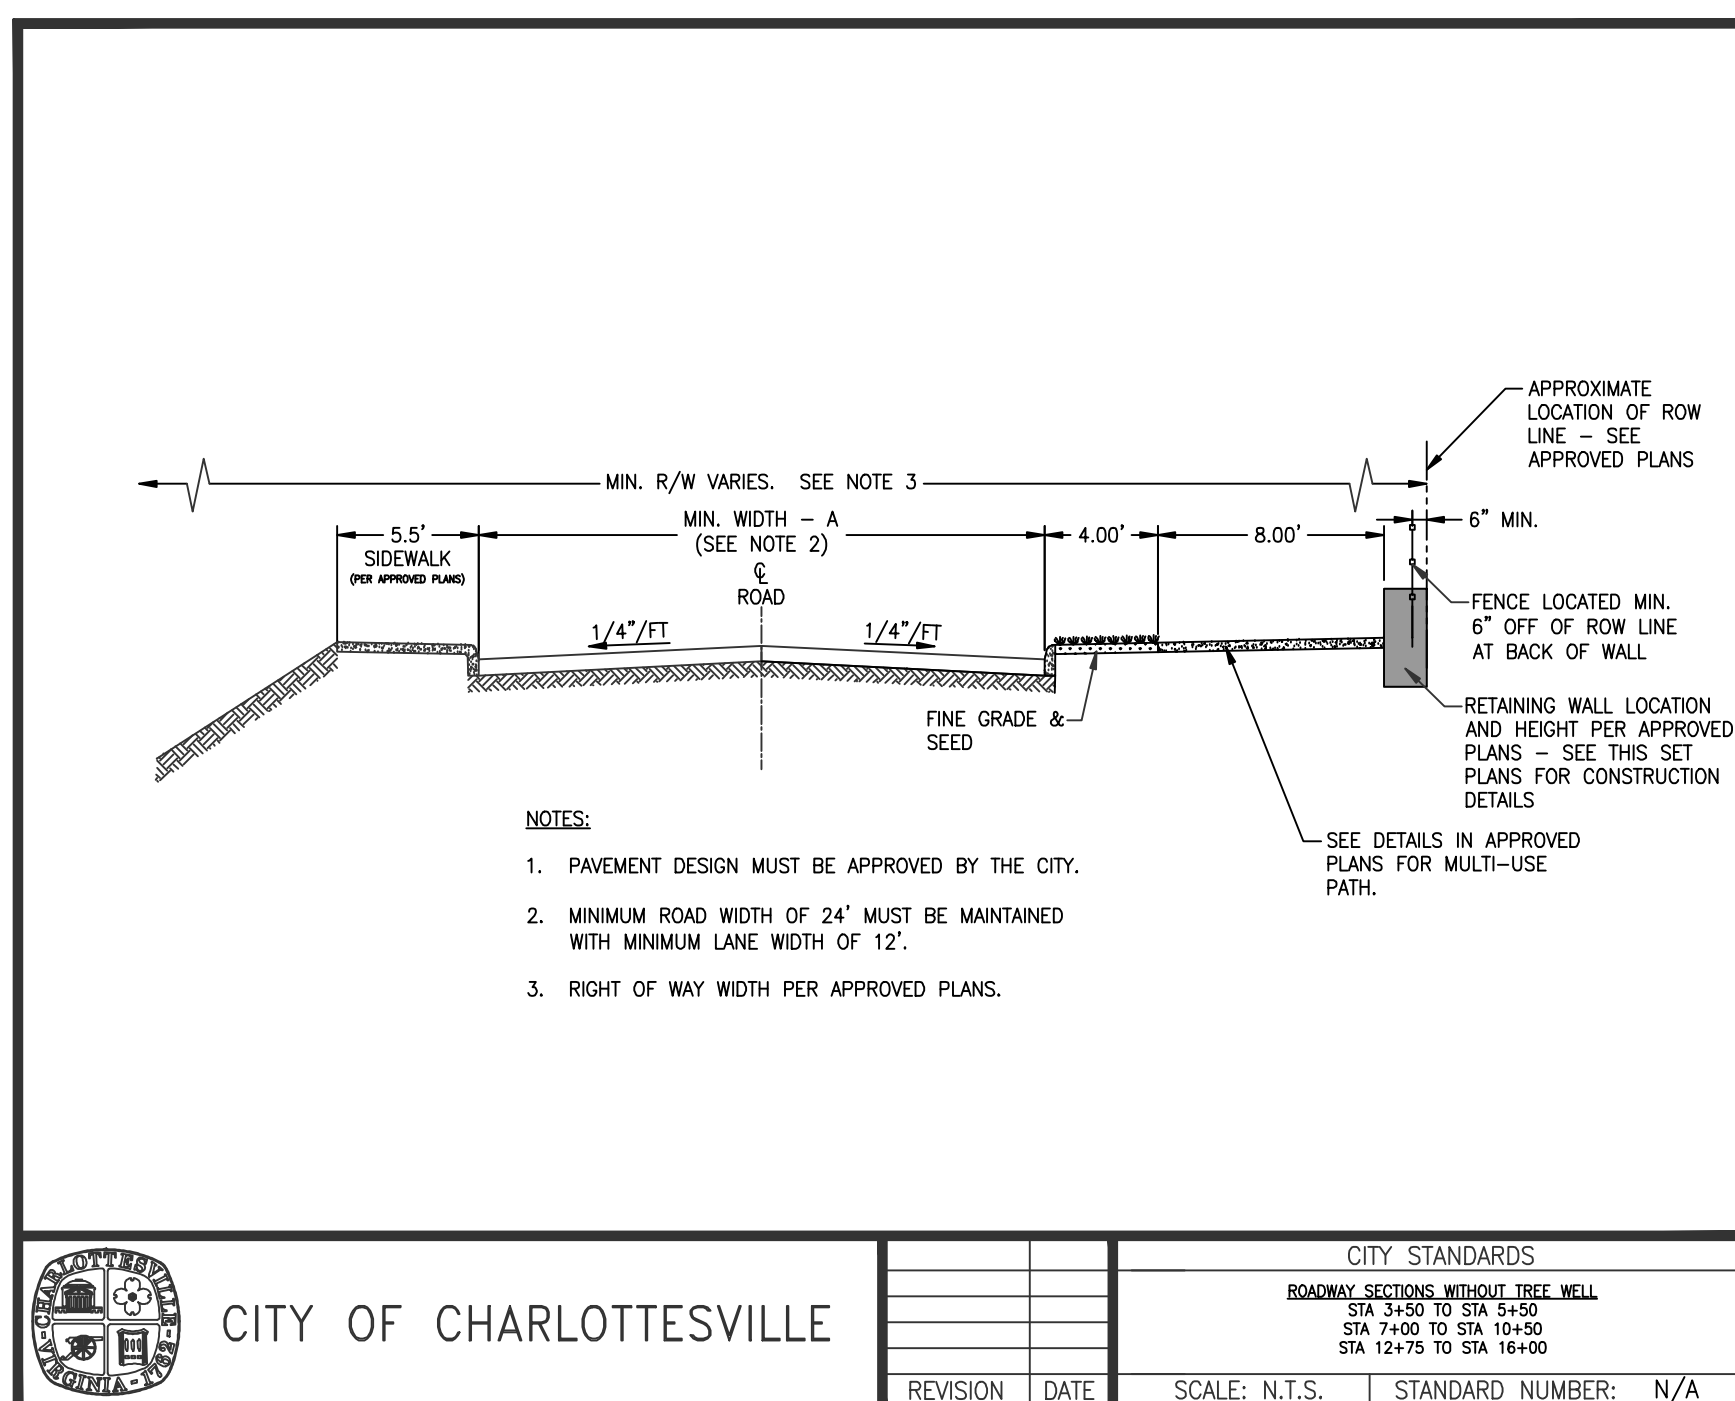 APPROXIMATE
LOCATION OF ROW
LINE – SEE
APPROVED PLANS
MIN. R/W VARIES. SEE NOTE 3
5.5'
SIDEWALK
(PER APPROVED PLANS)
MIN. WIDTH – A
(SEE NOTE 2)
℄
ROAD
4.00'
8.00'
6" MIN.
1/4"/FT
1/4"/FT
FENCE LOCATED MIN.
6" OFF OF ROW LINE
AT BACK OF WALL
FINE GRADE &
SEED
RETAINING WALL LOCATION
AND HEIGHT PER APPROVED
PLANS – SEE THIS SET
PLANS FOR CONSTRUCTION
DETAILS
SEE DETAILS IN APPROVED
PLANS FOR MULTI–USE
PATH.
NOTES:
1. PAVEMENT DESIGN MUST BE APPROVED BY THE CITY.
2. MINIMUM ROAD WIDTH OF 24' MUST BE MAINTAINED
WITH MINIMUM LANE WIDTH OF 12'.
3. RIGHT OF WAY WIDTH PER APPROVED PLANS.
CHARLOTTESVILLE - VIRGINIA - 1762 -
CITY OF CHARLOTTESVILLE
REVISION
DATE
CITY STANDARDS
ROADWAY SECTIONS WITHOUT TREE WELL
STA 3+50 TO STA 5+50
STA 7+00 TO STA 10+50
STA 12+75 TO STA 16+00
SCALE: N.T.S.
STANDARD NUMBER: N/A